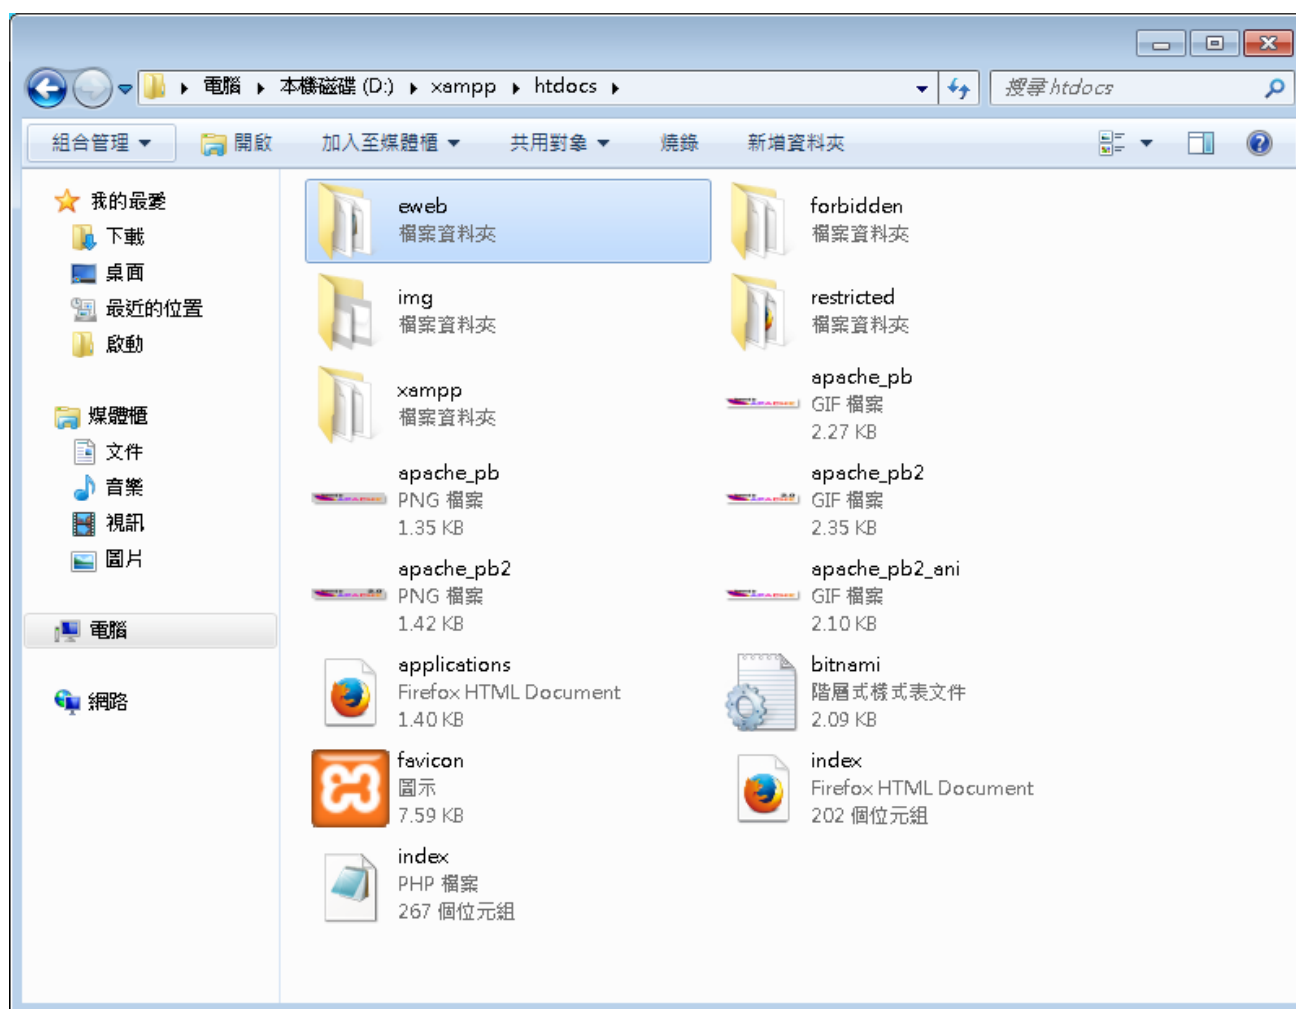 電腦 ▸ 本機磁碟 (D:) ▸ xampp ▸ htdocs ▸
搜尋 htdocs
組合管理 開啟 加入至媒體櫃 共用對象 燒錄 新增資料夾
我的最愛
下載
桌面
最近的位置
啟動
媒體櫃
文件
音樂
視訊
圖片
電腦
網路
eweb
檔案資料夾
forbidden
檔案資料夾
img
檔案資料夾
restricted
檔案資料夾
xampp
檔案資料夾
apache_pb
GIF 檔案
2.27 KB
apache_pb
PNG 檔案
1.35 KB
apache_pb2
GIF 檔案
2.35 KB
apache_pb2
PNG 檔案
1.42 KB
apache_pb2_ani
GIF 檔案
2.10 KB
applications
Firefox HTML Document
1.40 KB
bitnami
階層式樣式表文件
2.09 KB
favicon
圖示
7.59 KB
index
Firefox HTML Document
202 個位元組
index
PHP 檔案
267 個位元組